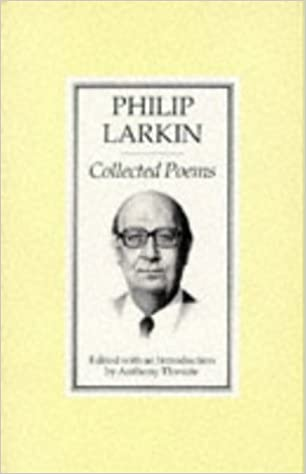 PHILIP
LARKIN
Collected Poems
Edited with an Introduction
by Anthony Thwaite